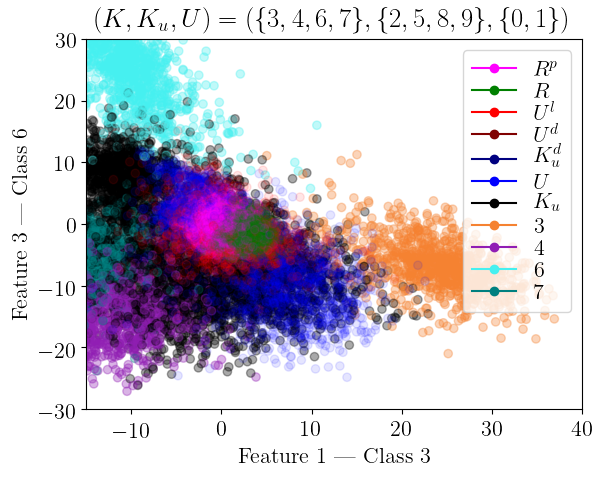 (K, K_u, U) = ({3, 4, 6, 7}, {2, 5, 8, 9}, {0, 1})
30
20
10
0
−10
−20
−30
Feature 3 — Class 6
R^p
R
U^l
U^d
K_u^d
U
K_u
3
4
6
7
−10
0
10
20
30
40
Feature 1 — Class 3